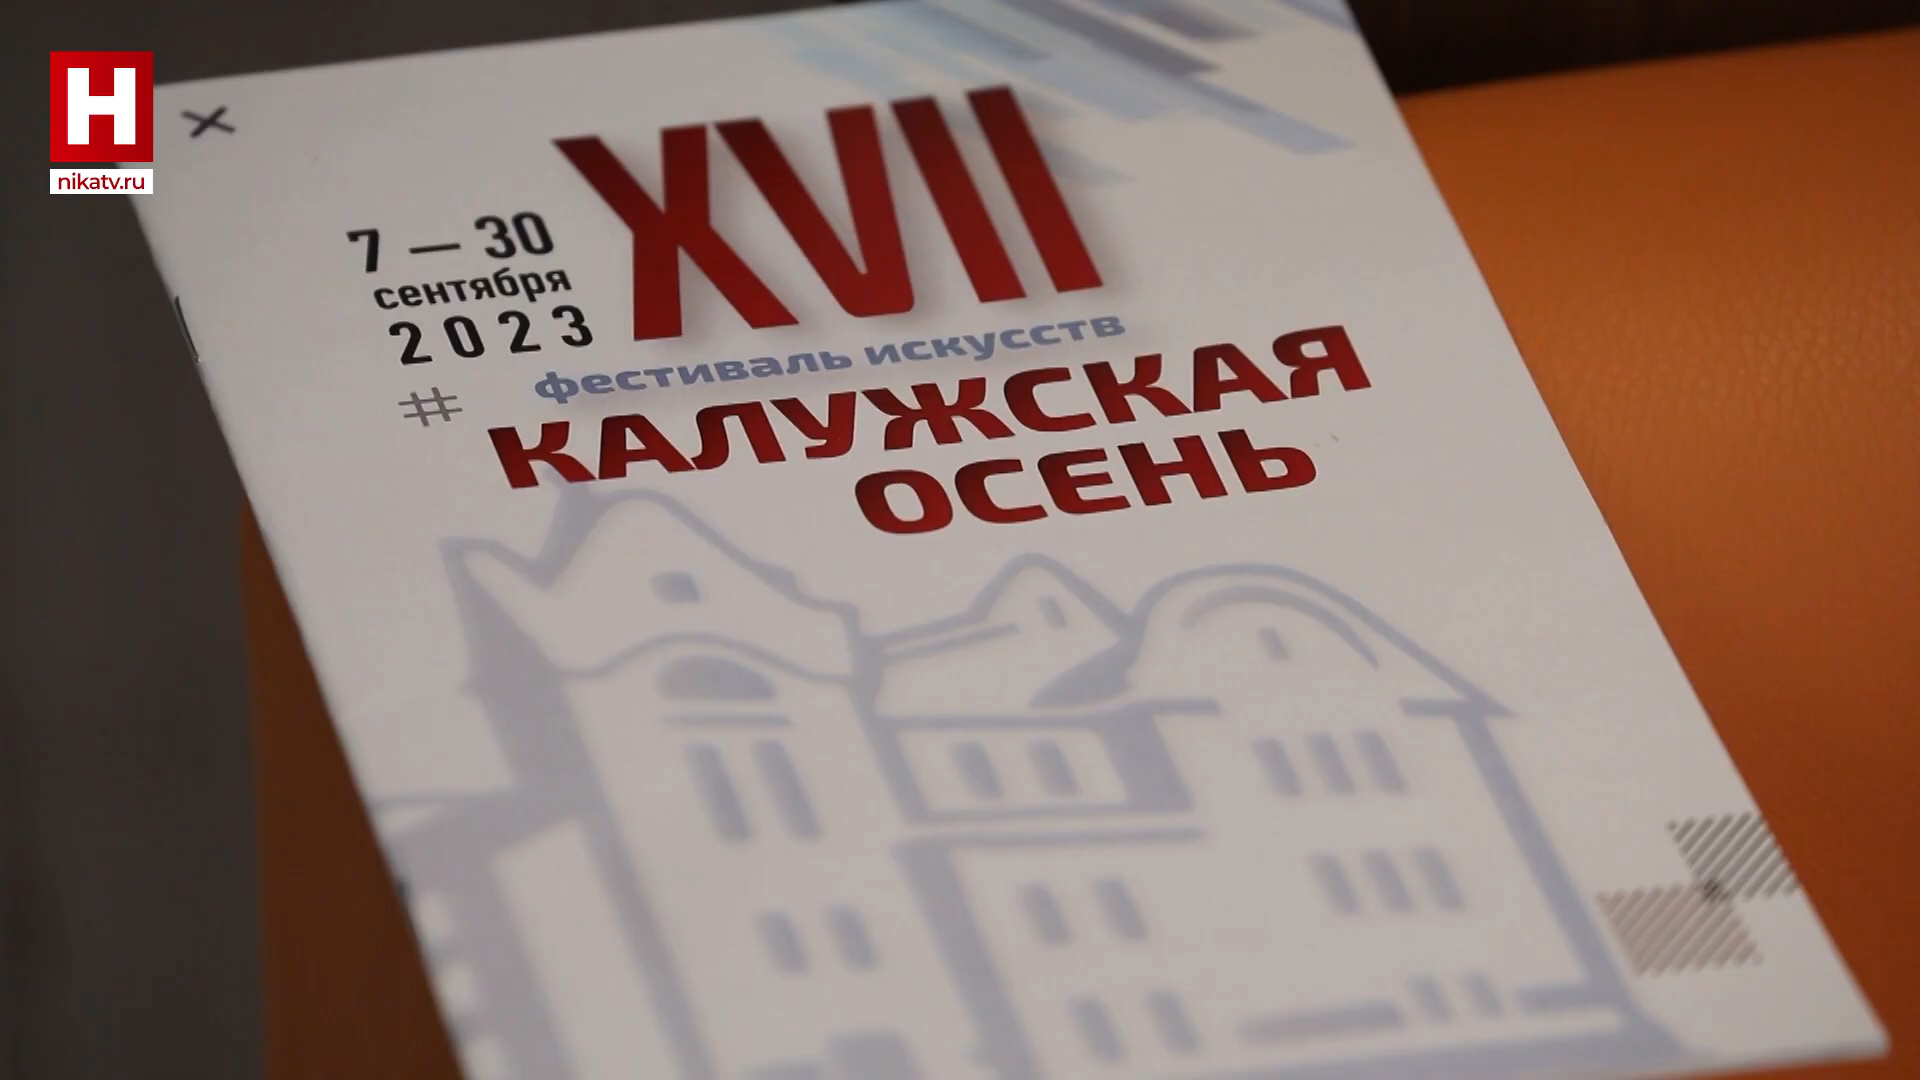 Н
nikatv.ru
7 — 30
сентября
2023
XVII
фестиваль искусств
#КАЛУЖСКАЯ
ОСЕНЬ